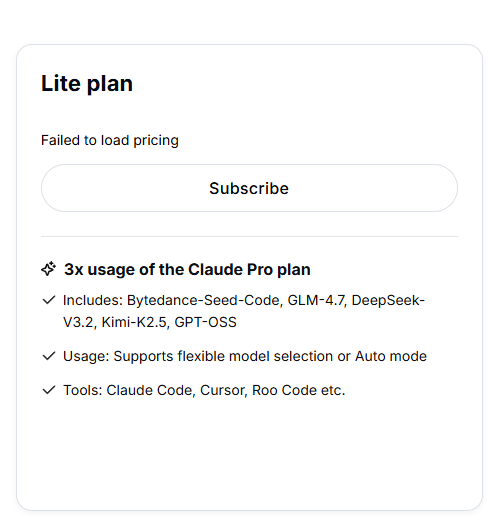 Lite plan
Failed to load pricing
Subscribe
3x usage of the Claude Pro plan
Includes: Bytedance-Seed-Code, GLM-4.7, DeepSeek-
V3.2, Kimi-K2.5, GPT-OSS
Usage: Supports flexible model selection or Auto mode
Tools: Claude Code, Cursor, Roo Code etc.